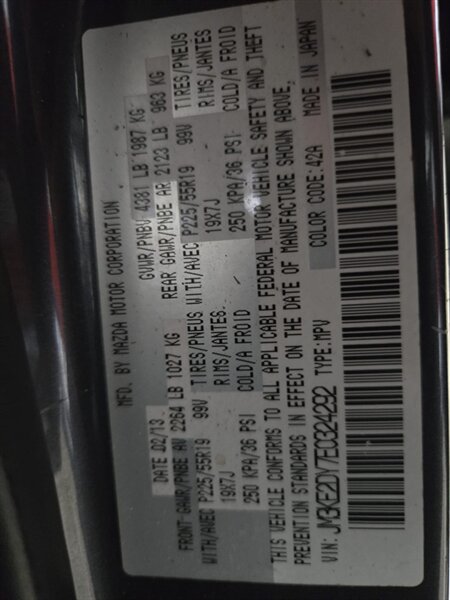 MFD. BY MAZDA MOTOR CORPORATION
DATE 02/13 GVWR/PNBV 4381 LB 1987 KG
FRONT GAWR/PNBE AV 2264 LB 1027 KG REAR GAWR/PNBE AR 2123 LB 963 KG
WITH/AVEC P225/55R19 99V TIRES/PNEUS WITH/AVEC P225/55R19 99V TIRES/PNEUS
19X7J RIMS/JANTES. 19X7J RIMS/JANTES
250 KPA/36 PSI COLD/A FROID 250 KPA/36 PSI COLD/A FROID
THIS VEHICLE CONFORMS TO ALL APPLICABLE FEDERAL MOTOR VEHICLE SAFETY AND THEFT
PREVENTION STANDARDS IN EFFECT ON THE DATE OF MANUFACTURE SHOWN ABOVE.
COLOR CODE: 42A MADE IN JAPAN
VIN: JM3KE2DY7E0324292 TYPE: MPV